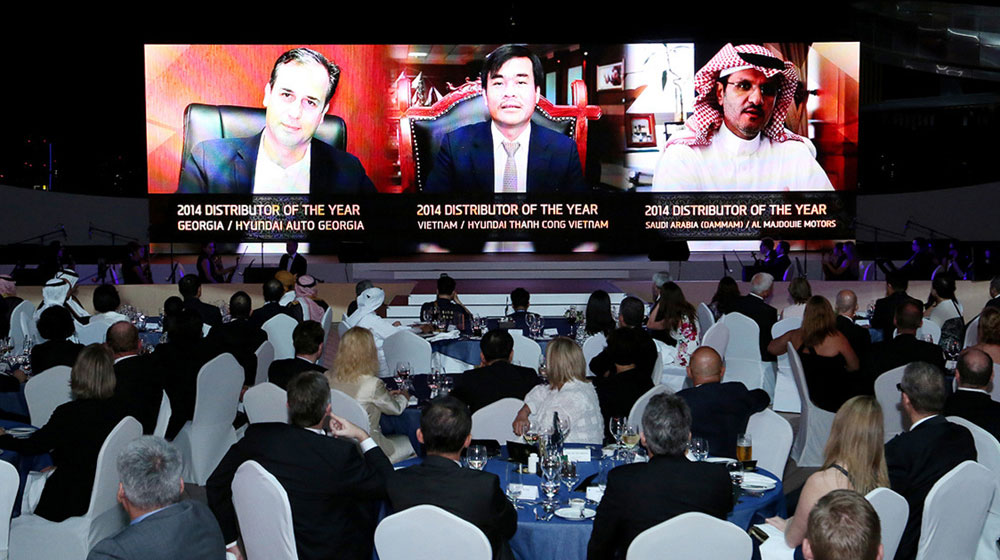 2014 DISTRIBUTOR OF THE YEAR
GEORGIA / HYUNDAI AUTO GEORGIA
2014 DISTRIBUTOR OF THE YEAR
VIETNAM / HYUNDAI THANH CONG VIETNAM
2014 DISTRIBUTOR OF THE YEAR
SAUDI ARABIA (DAMMAM) / AL MAJDOUIE MOTORS